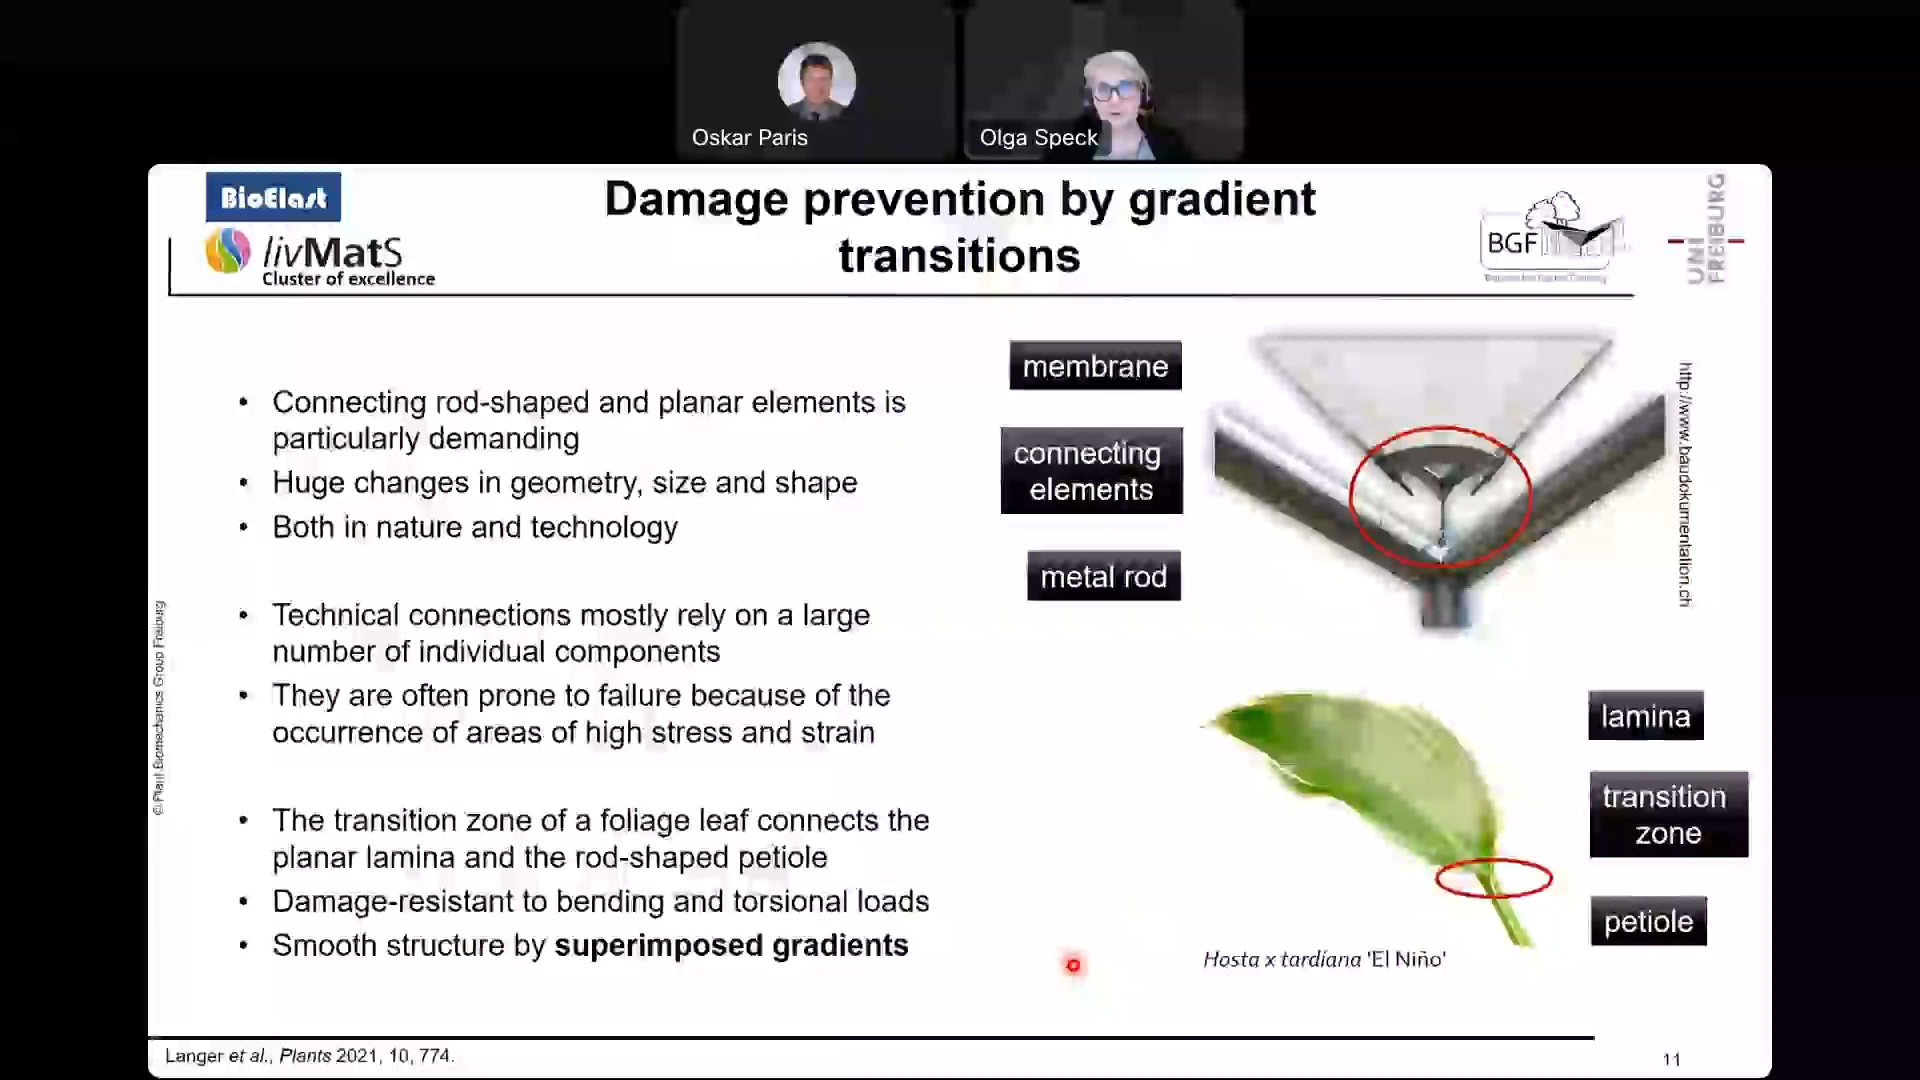 Oskar Paris
Olga Speck
BioElast
livMatS
Cluster of excellence
Damage prevention by gradient
transitions
BGF
UNI
FREIBURG
• Connecting rod-shaped and planar elements is
particularly demanding
• Huge changes in geometry, size and shape
• Both in nature and technology
• Technical connections mostly rely on a large
number of individual components
• They are often prone to failure because of the
occurrence of areas of high stress and strain
• The transition zone of a foliage leaf connects the
planar lamina and the rod-shaped petiole
• Damage-resistant to bending and torsional loads
• Smooth structure by superimposed gradients
membrane
connecting
elements
metal rod
http://www.baudokumentation.ch
lamina
transition
zone
petiole
Hosta x tardiana 'El Niño'
© Plant Biomechanics Group Freiburg
Langer et al., Plants 2021, 10, 774.
11